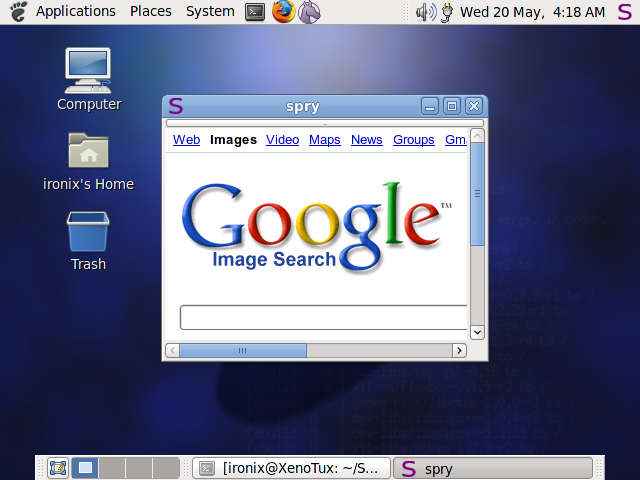 Applications Places System Wed 20 May, 4:18 AM S
Computer
ironix's Home
Trash
S spry
Web Images Video Maps News Groups Gm
Google™
Image Search
[ironix@XenoTux: ~/S...
S spry